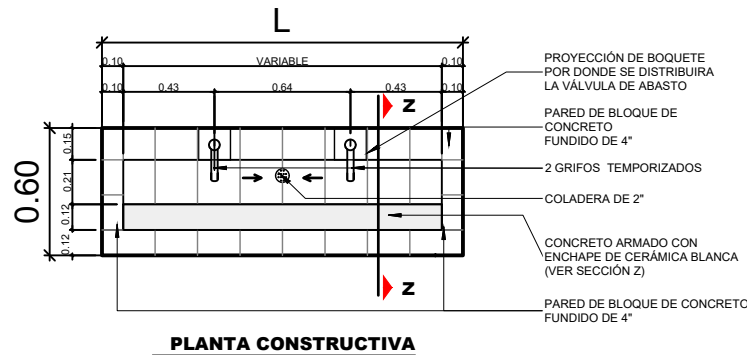 L
0.10 VARIABLE 0.10
0.10 0.43 0.64 0.43 0.10
z
0.60
0.15
0.21
0.12
0.12
z
PROYECCIÓN DE BOQUETE
POR DONDE SE DISTRIBUIRA
LA VÁLVULA DE ABASTO
PARED DE BLOQUE DE
CONCRETO
FUNDIDO DE 4"
2 GRIFOS TEMPORIZADOS
COLADERA DE 2"
CONCRETO ARMADO CON
ENCHAPE DE CERÁMICA BLANCA
(VER SECCIÓN Z)
PARED DE BLOQUE DE CONCRETO
FUNDIDO DE 4"
PLANTA CONSTRUCTIVA